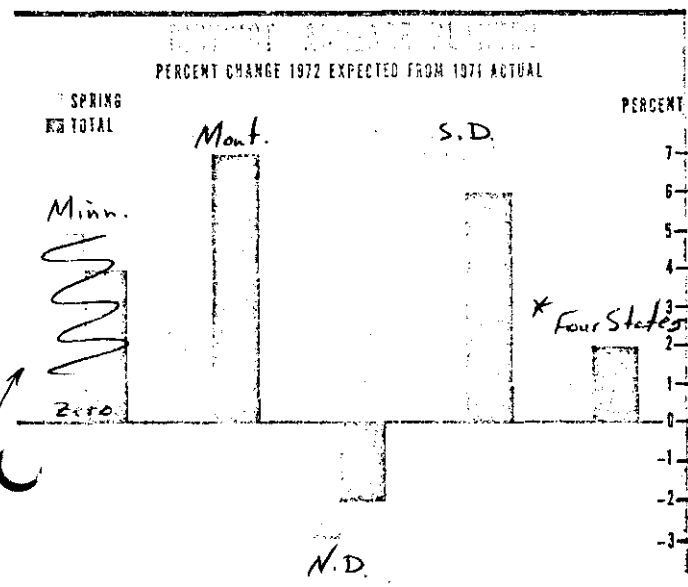 PERCENT CHANGE 1972 EXPECTED FROM 1971 ACTUAL
SPRING
TOTAL
PERCENT
Mont.
S.D.
Minn.
* Four States
Zero
N.D.
7
6
5
4
3
2
1
0
-1
-2
-3